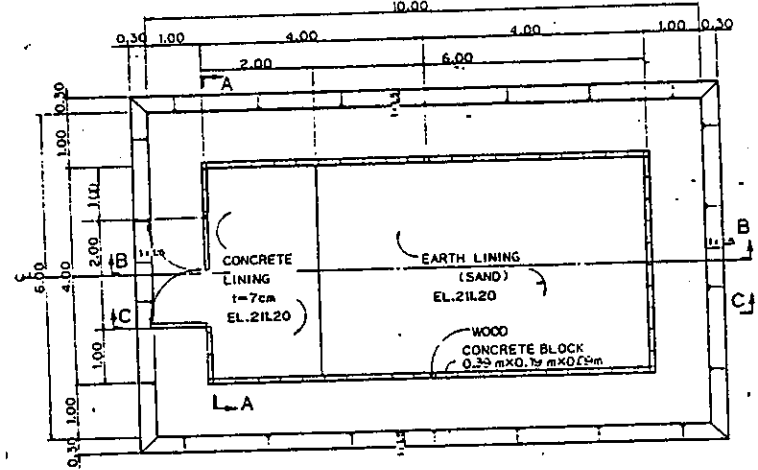 10.00
0.30 1.00 4.00 4.00 1.00 0.30
2.00 6.00
A
0.30
1.00
1.00
2.00
4.00
6.00
1.00
1.00
0.30
B B
C C
CONCRETE
LINING
t=7cm
EL.211.20
EARTH LINING
(SAND)
EL.211.20
WOOD
CONCRETE BLOCK
A